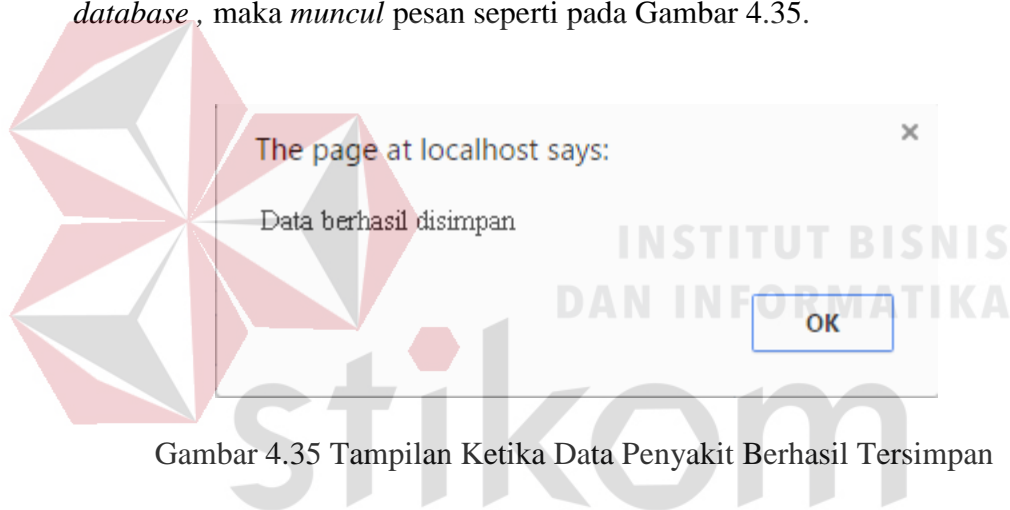 database , maka muncul pesan seperti pada Gambar 4.35.
The page at localhost says:
×
Data berhasil disimpan
INSTITUT BISNIS
DAN INFORMATIKA
OK
stikom
Gambar 4.35 Tampilan Ketika Data Penyakit Berhasil Tersimpan